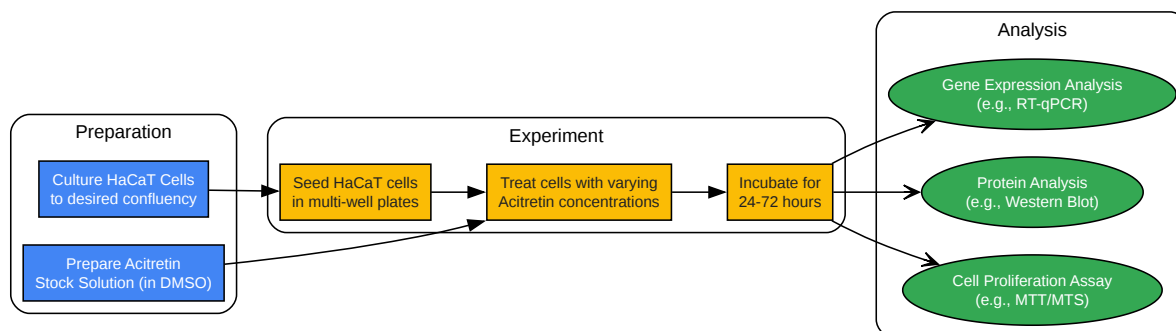 Preparation
Culture HaCaT Cells
to desired confluency
Prepare Acitretin
Stock Solution (in DMSO)
Experiment
Seed HaCaT cells
in multi-well plates
Treat cells with varying
Acitretin concentrations
Incubate for
24-72 hours
Analysis
Gene Expression Analysis
(e.g., RT-qPCR)
Protein Analysis
(e.g., Western Blot)
Cell Proliferation Assay
(e.g., MTT/MTS)